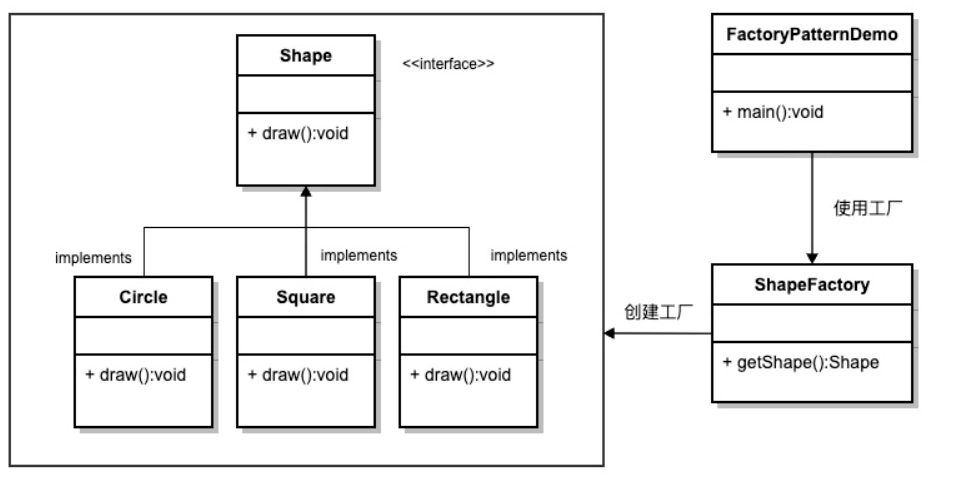 Shape
<<interface>>
+ draw():void
implements
implements
implements
Circle
+ draw():void
Square
+ draw():void
Rectangle
+ draw():void
FactoryPatternDemo
+ main():void
使用工厂
ShapeFactory
+ getShape():Shape
创建工厂